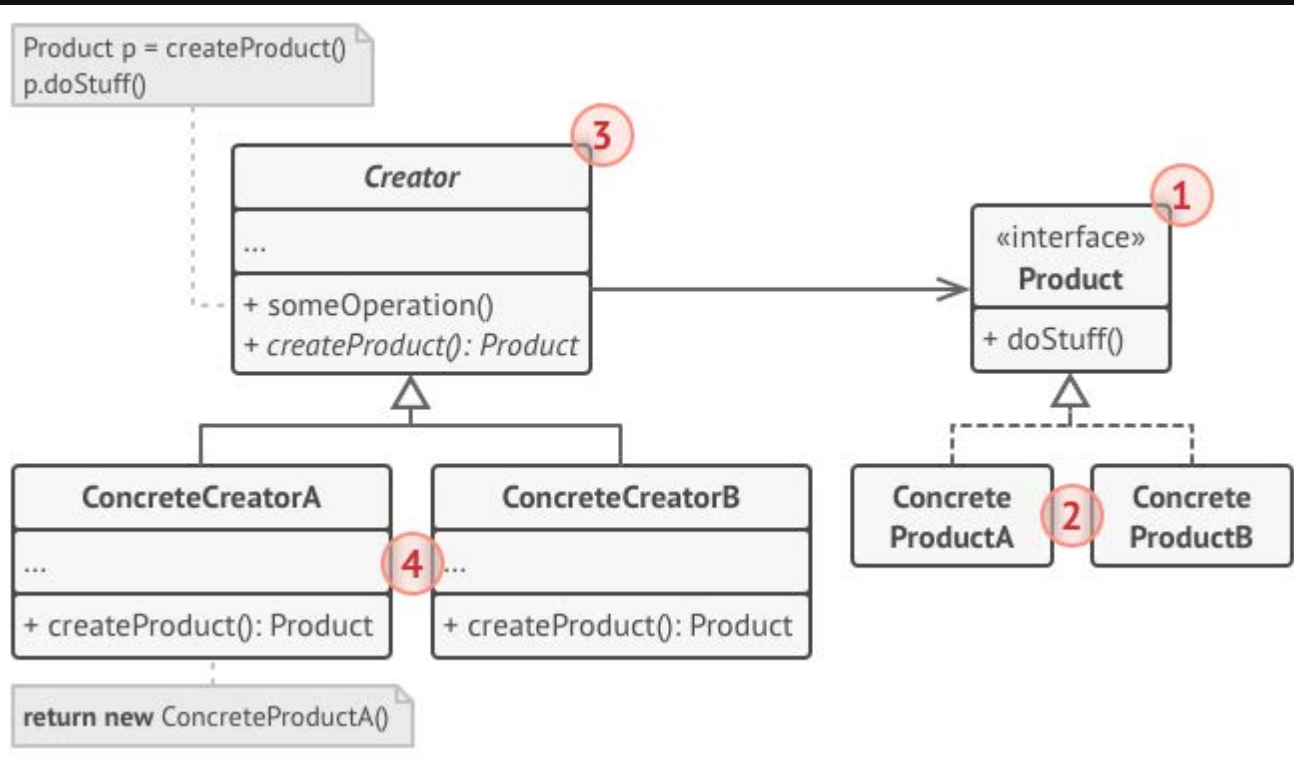 Product p = createProduct()
p.doStuff()
3
Creator
...
+ someOperation()
+ createProduct(): Product
1
«interface»
Product
+ doStuff()
ConcreteCreatorA
...
+ createProduct(): Product
4
ConcreteCreatorB
...
+ createProduct(): Product
Concrete
ProductA
2
Concrete
ProductB
return new ConcreteProductA()